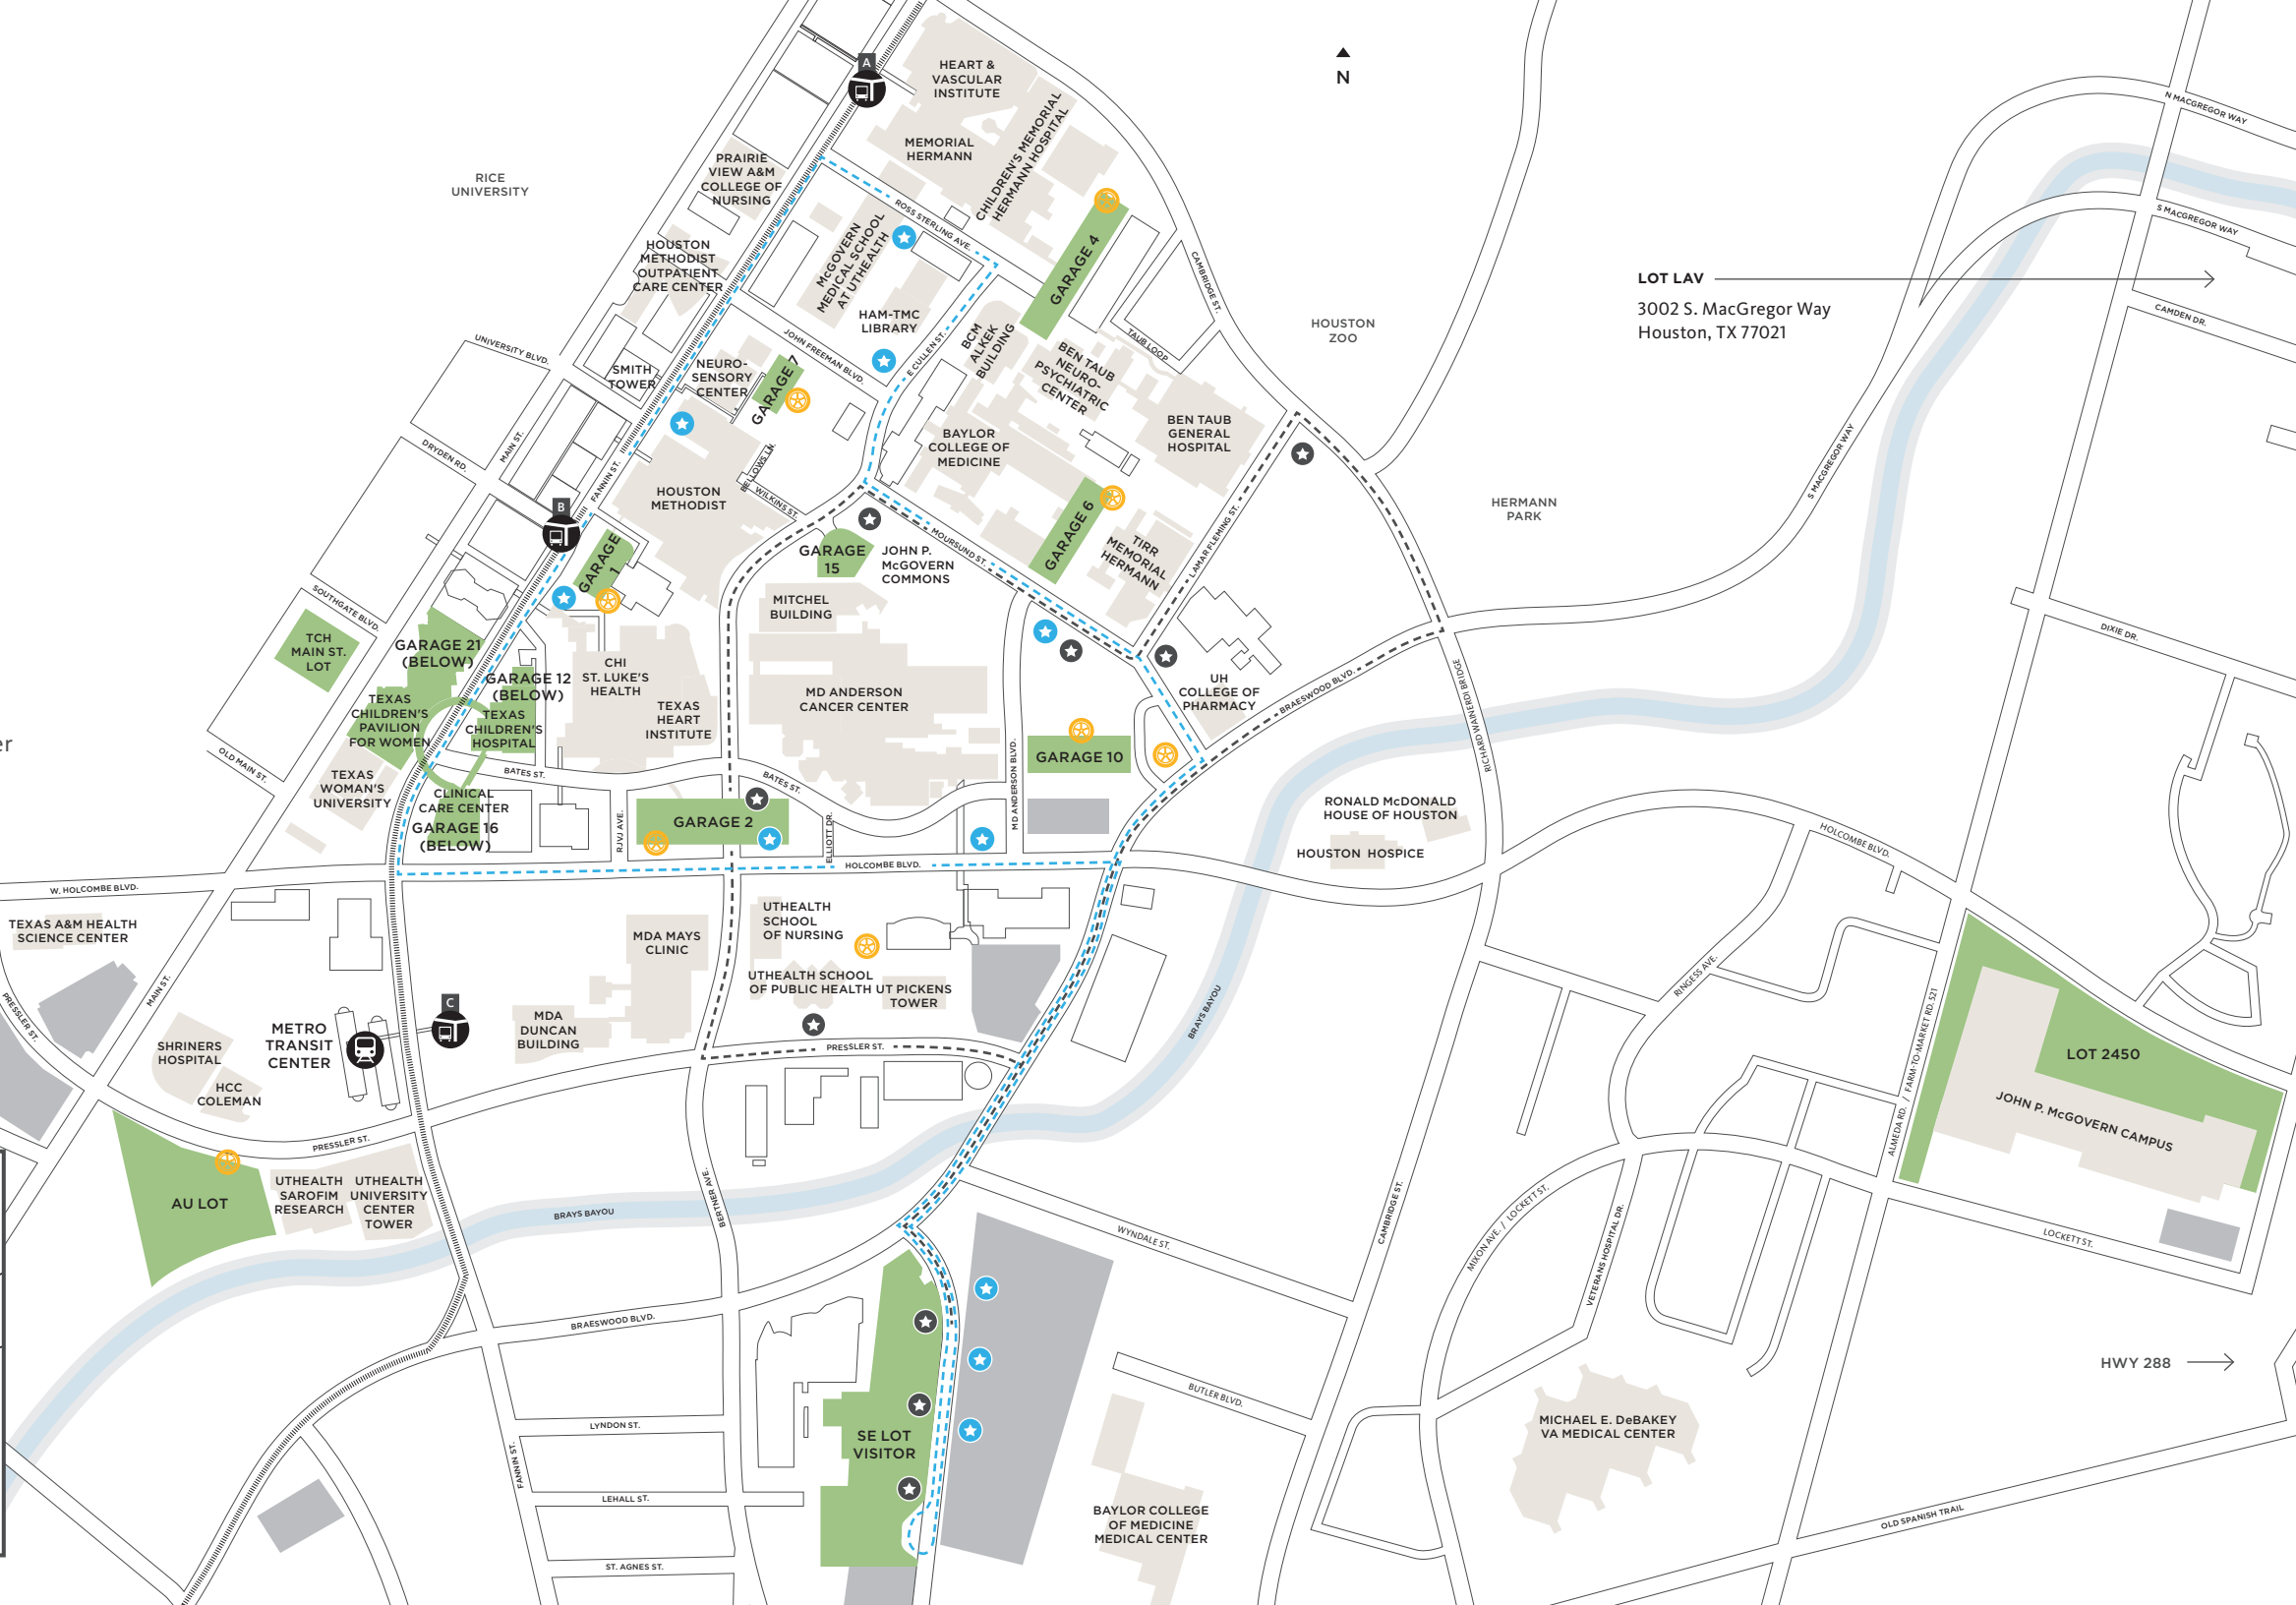 A
HEART &
VASCULAR
INSTITUTE
N
N MACGREGOR WAY
MEMORIAL
HERMANN
CHILDREN'S MEMORIAL
HERMANN HOSPITAL
PRAIRIE
VIEW A&M
COLLEGE OF
NURSING
RICE
UNIVERSITY
ROSS STERLING AVE.
S MACGREGOR WAY
HOUSTON
METHODIST
OUTPATIENT
CARE CENTER
McGOVERN
MEDICAL SCHOOL
AT UTHEALTH
GARAGE 4
CAMBRIDGE ST.
LOT LAV
3002 S. MacGregor Way
Houston, TX 77021
CAMDEN DR.
HAM-TMC
LIBRARY
HOUSTON
ZOO
UNIVERSITY BLVD.
JOHN FREEMAN BLVD.
E CULLEN ST.
BCM
ALKEK
BUILDING
TAUB LOOP
BEN TAUB
NEURO-
PSYCHIATRIC
CENTER
SMITH
TOWER
NEURO-
SENSORY
CENTER
GARAGE 7
BEN TAUB
GENERAL
HOSPITAL
BAYLOR
COLLEGE OF
MEDICINE
DRYDEN RD.
MAIN ST.
FANNIN ST.
S MACGREGOR WAY
BELLOWS LN.
WILKINS ST.
HOUSTON
METHODIST
HERMANN
PARK
B
GARAGE
1
GARAGE
15
JOHN P.
McGOVERN
COMMONS
MOURSUND ST.
GARAGE 6
TIRR
MEMORIAL
HERMANN
LAMAR FLEMING ST.
SOUTHGATE BLVD.
MITCHEL
BUILDING
DIXIE DR.
TCH
MAIN ST.
LOT
GARAGE 21
(BELOW)
GARAGE 12
(BELOW)
CHI
ST. LUKE'S
HEALTH
TEXAS
HEART
INSTITUTE
MD ANDERSON
CANCER CENTER
UH
COLLEGE OF
PHARMACY
BRAESWOOD BLVD.
RICHARD WAINERDI BRIDGE
TEXAS
CHILDREN'S
PAVILION
FOR WOMEN
TEXAS
CHILDREN'S
HOSPITAL
er
OLD MAIN ST.
TEXAS
WOMAN'S
UNIVERSITY
BATES ST.
BATES ST.
MD ANDERSON BLVD.
GARAGE 10
CLINICAL
CARE CENTER
GARAGE 16
(BELOW)
RJVJ AVE.
GARAGE 2
ELLIOTT DR.
RONALD McDONALD
HOUSE OF HOUSTON
HOUSTON HOSPICE
HOLCOMBE BLVD.
HOLCOMBE BLVD.
W. HOLCOMBE BLVD.
TEXAS A&M HEALTH
SCIENCE CENTER
MDA MAYS
CLINIC
UTHEALTH
SCHOOL
OF NURSING
UTHEALTH SCHOOL
OF PUBLIC HEALTH
UT PICKENS
TOWER
RINGESS AVE.
MAIN ST.
PRESSLER ST.
C
METRO
TRANSIT
CENTER
MDA
DUNCAN
BUILDING
PRESSLER ST.
BRAYS BAYOU
ALMEDA RD. / FARM-TO-MARKET RD. 521
LOT 2450
JOHN P. McGOVERN CAMPUS
SHRINERS
HOSPITAL
HCC
COLEMAN
PRESSLER ST.
AU LOT
UTHEALTH
SAROFIM
RESEARCH
UTHEALTH
UNIVERSITY
CENTER
TOWER
BRAYS BAYOU
BERTNER AVE.
WYNDALE ST.
CAMBRIDGE ST.
MIXON AVE. / LOCKETT ST.
VETERANS HOSPITAL DR.
LOCKETT ST.
BRAESWOOD BLVD.
HWY 288
BUTLER BLVD.
LYNDON ST.
SE LOT
VISITOR
MICHAEL E. DeBAKEY
VA MEDICAL CENTER
FANNIN ST.
LEHALL ST.
BAYLOR COLLEGE
OF MEDICINE
MEDICAL CENTER
OLD SPANISH TRAIL
ST. AGNES ST.